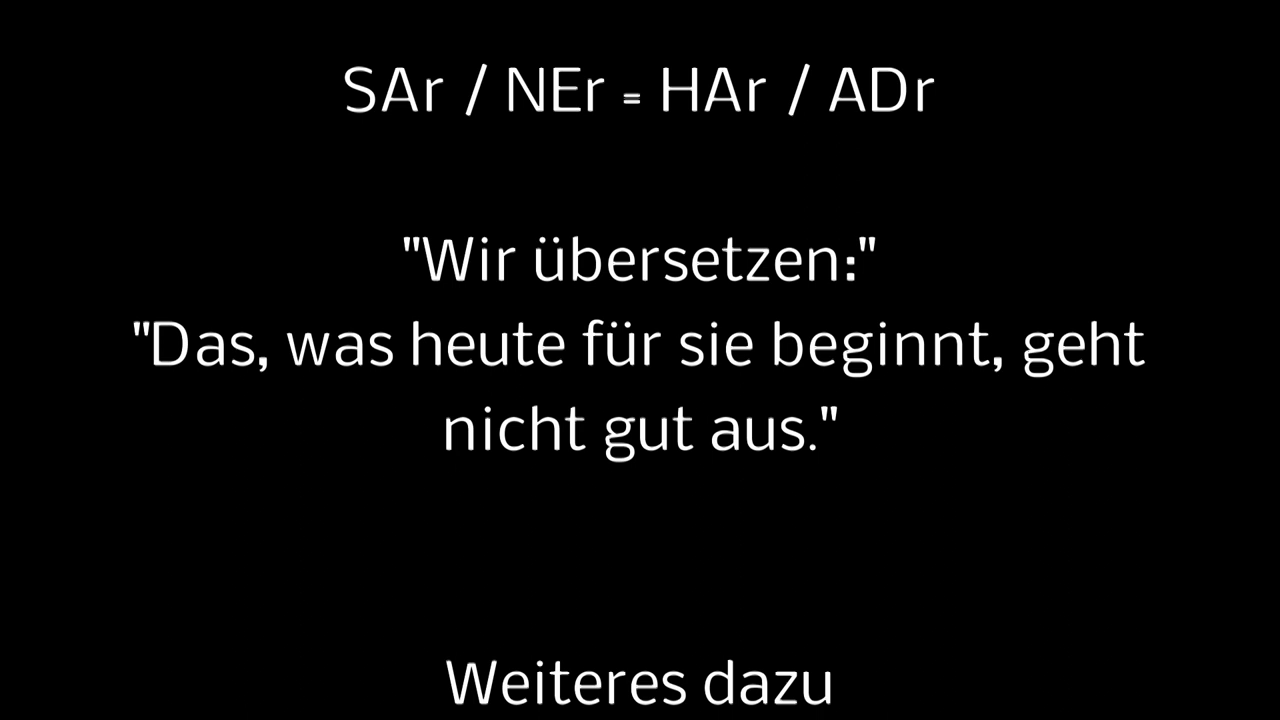 SAr / NEr = HAr / ADr
"Wir übersetzen:"
"Das, was heute für sie beginnt, geht
nicht gut aus."
Weiteres dazu